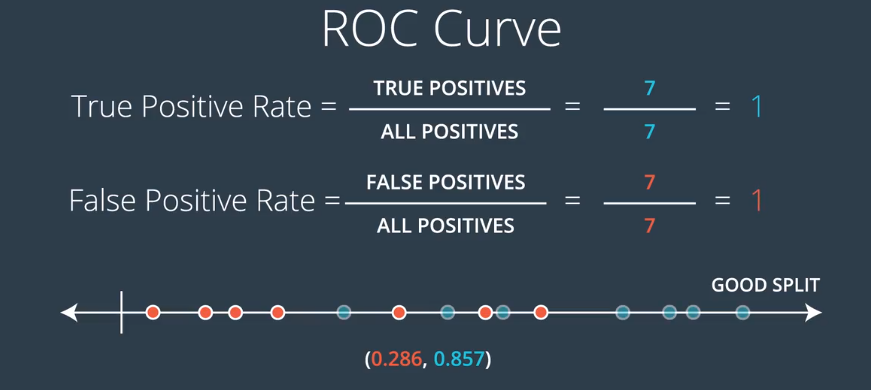 ROC Curve
True Positive Rate = TRUE POSITIVES / ALL POSITIVES = 7 / 7 = 1
False Positive Rate = FALSE POSITIVES / ALL POSITIVES = 7 / 7 = 1
GOOD SPLIT
(0.286, 0.857)